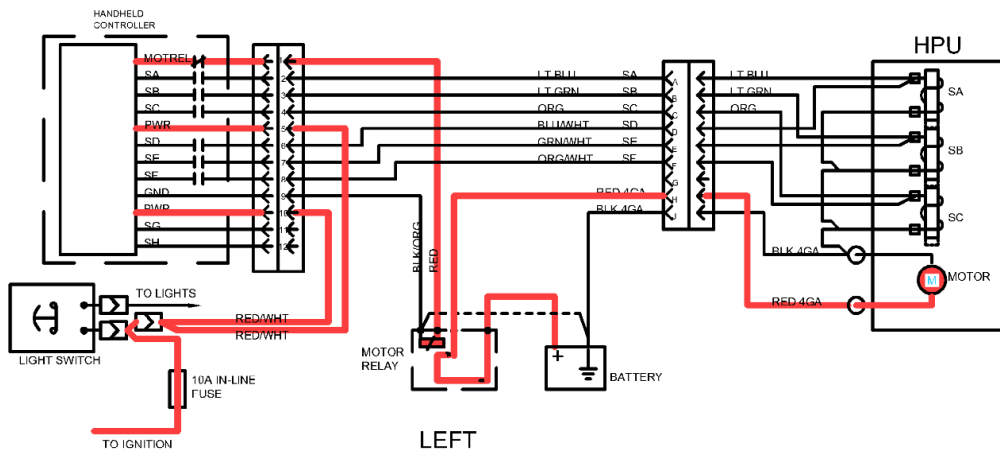 HANDHELD
CONTROLLER
HPU
MOTREL
SA
SB
SC
PWR
SD
SE
SF
GND
PWR
SG
SH
1
2
3
4
5
6
7
8
9
10
11
12
LT BLU SA
LT GRN SB
ORG SC
BLU/WHT SD
GRN/WHT SE
ORG/WHT SF
RED 4GA
BLK 4GA
A
B
C
D
E
F
G
H
J
LT BLU
LT GRN
ORG
SA
SB
SC
BLK 4GA
RED 4GA
M
MOTOR
BLK/ORG
RED
TO LIGHTS
RED/WHT
RED/WHT
LIGHT SWITCH
10A IN-LINE
FUSE
TO IGNITION
MOTOR
RELAY
+
BATTERY
LEFT